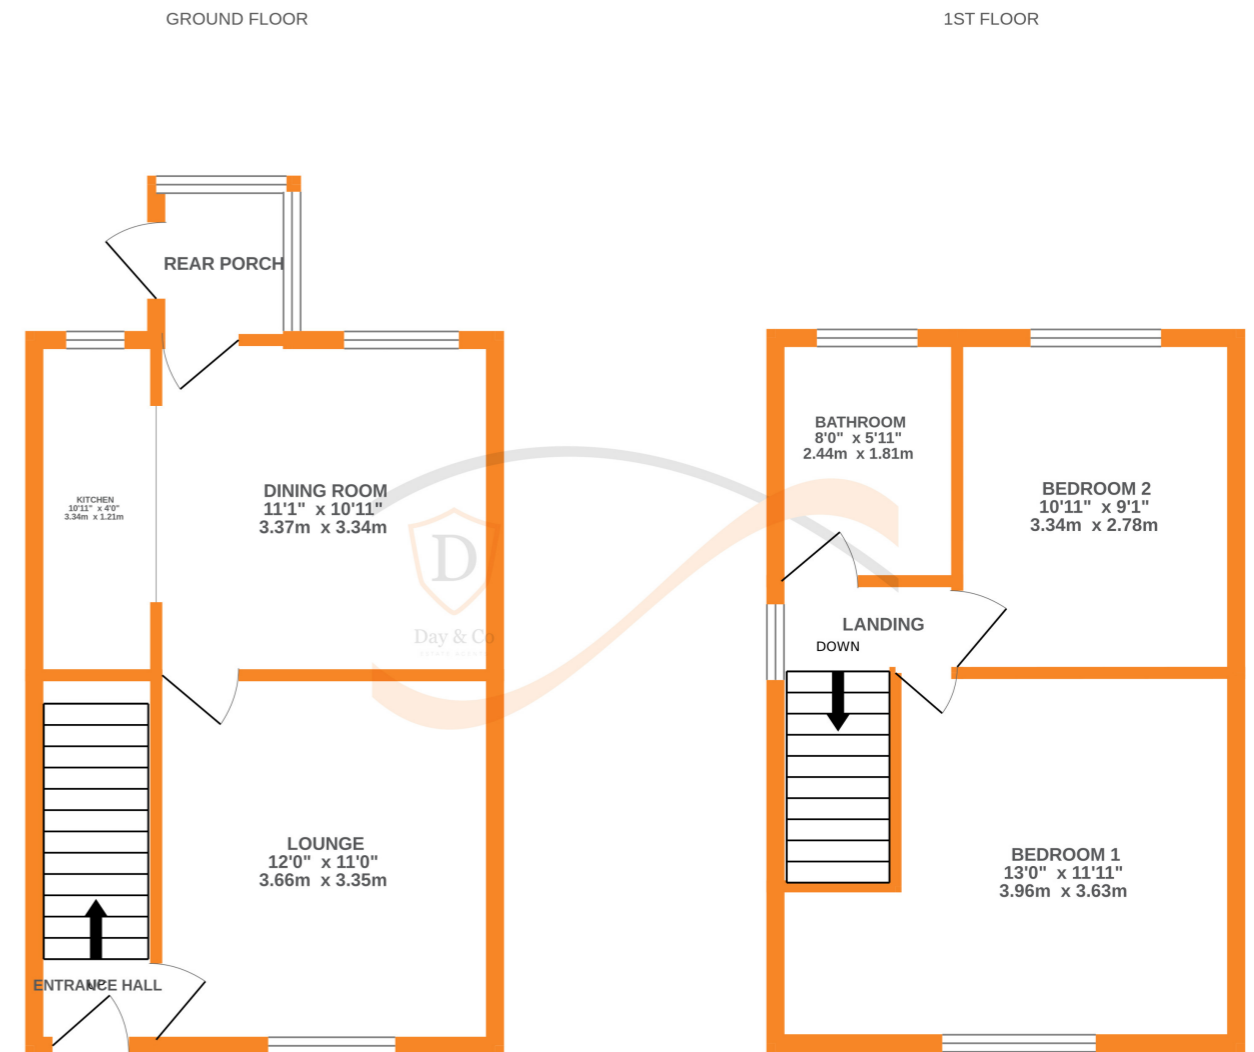 GROUND FLOOR
1ST FLOOR
REAR PORCH
KITCHEN
10'11" x 4'0"
3.34m x 1.21m
DINING ROOM
11'1" x 10'11"
3.37m x 3.34m
D
Day & Co
ESTATE AGENTS
LOUNGE
12'0" x 11'0"
3.66m x 3.35m
UP
ENTRANCE HALL
BATHROOM
8'0" x 5'11"
2.44m x 1.81m
BEDROOM 2
10'11" x 9'1"
3.34m x 2.78m
LANDING
DOWN
BEDROOM 1
13'0" x 11'11"
3.96m x 3.63m